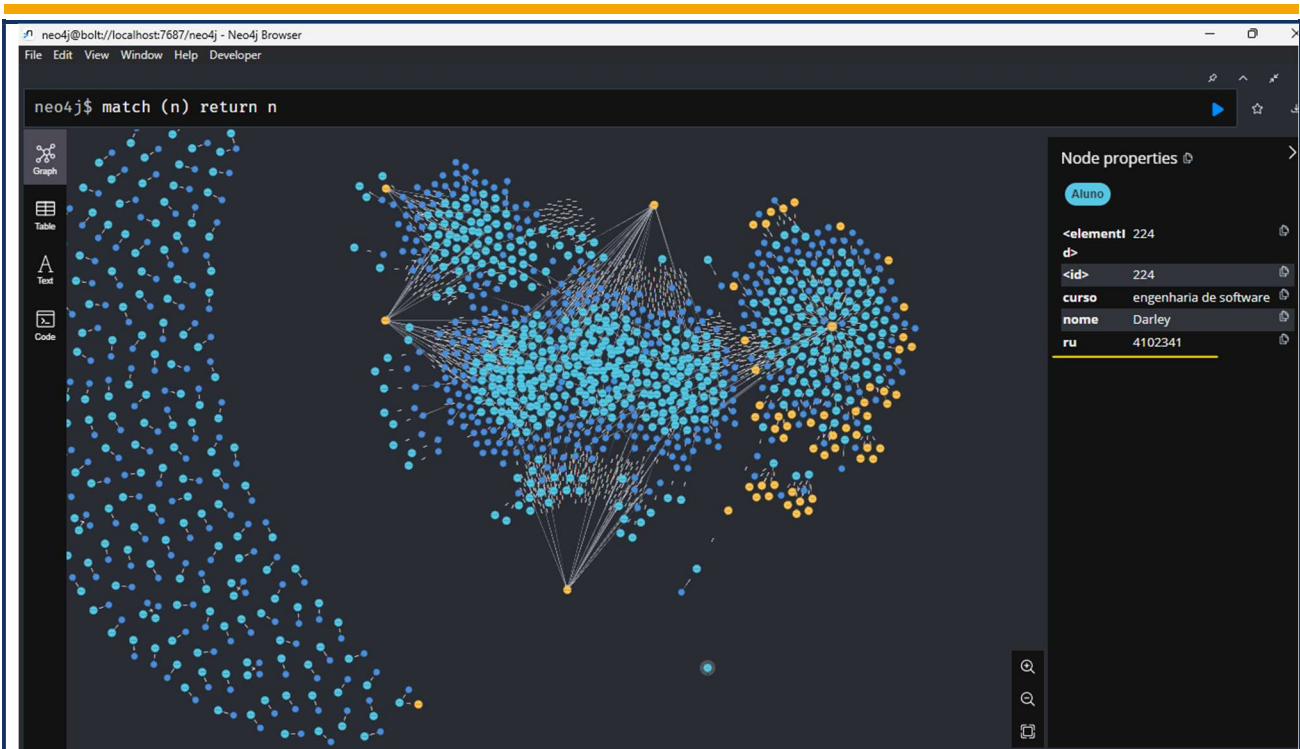 neo4j@bolt://localhost:7687/neo4j - Neo4j Browser
File Edit View Window Help Developer
neo4j$ match (n) return n
Graph
Table
Text
Code
Node properties
Aluno
<elementI
d> 224
<id> 224
curso engenharia de software
nome Darley
ru 4102341